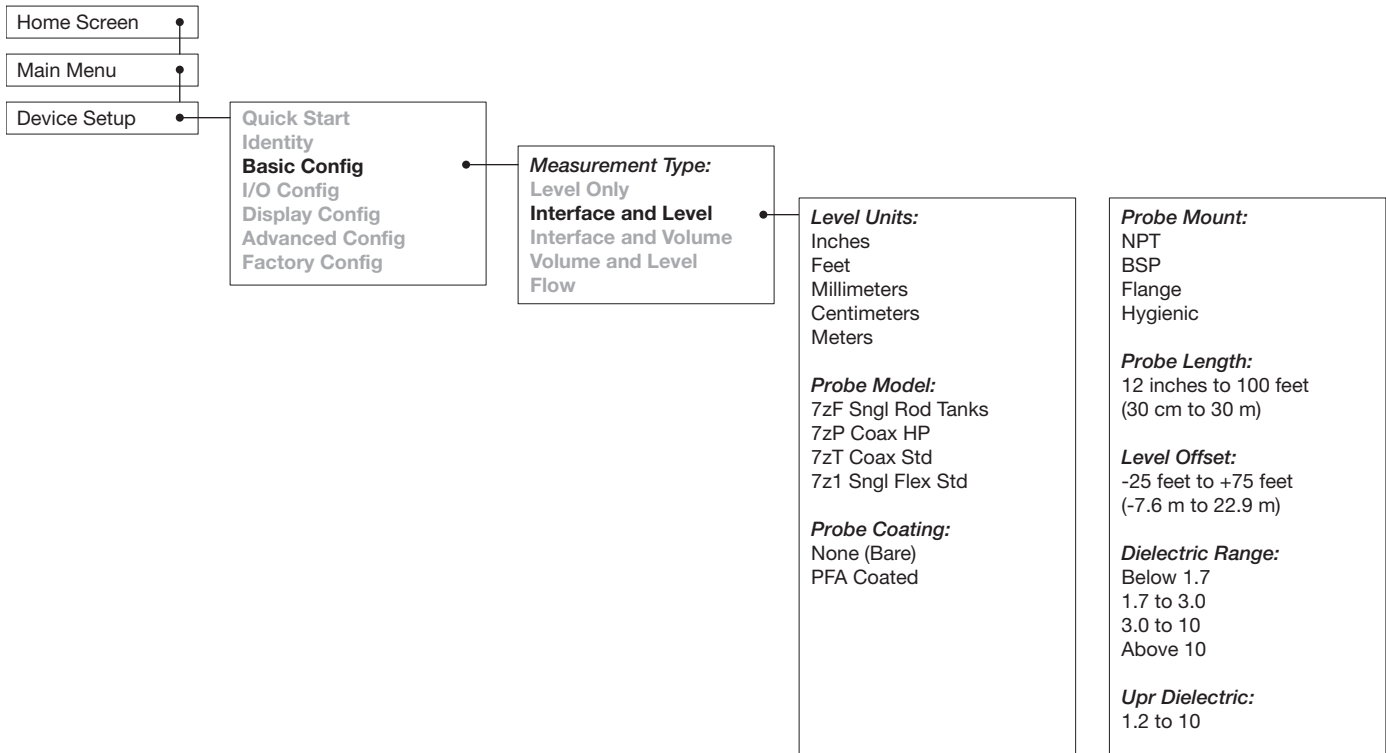 Home Screen
Main Menu
Device Setup
Quick Start
Identity
Basic Config
I/O Config
Display Config
Advanced Config
Factory Config
Measurement Type:
Level Only
Interface and Level
Interface and Volume
Volume and Level
Flow
Level Units:
Inches
Feet
Millimeters
Centimeters
Meters
Probe Model:
7zF Sngl Rod Tanks
7zP Coax HP
7zT Coax Std
7z1 Sngl Flex Std
Probe Coating:
None (Bare)
PFA Coated
Probe Mount:
NPT
BSP
Flange
Hygienic
Probe Length:
12 inches to 100 feet
(30 cm to 30 m)
Level Offset:
-25 feet to +75 feet
(-7.6 m to 22.9 m)
Dielectric Range:
Below 1.7
1.7 to 3.0
3.0 to 10
Above 10
Upr Dielectric:
1.2 to 10